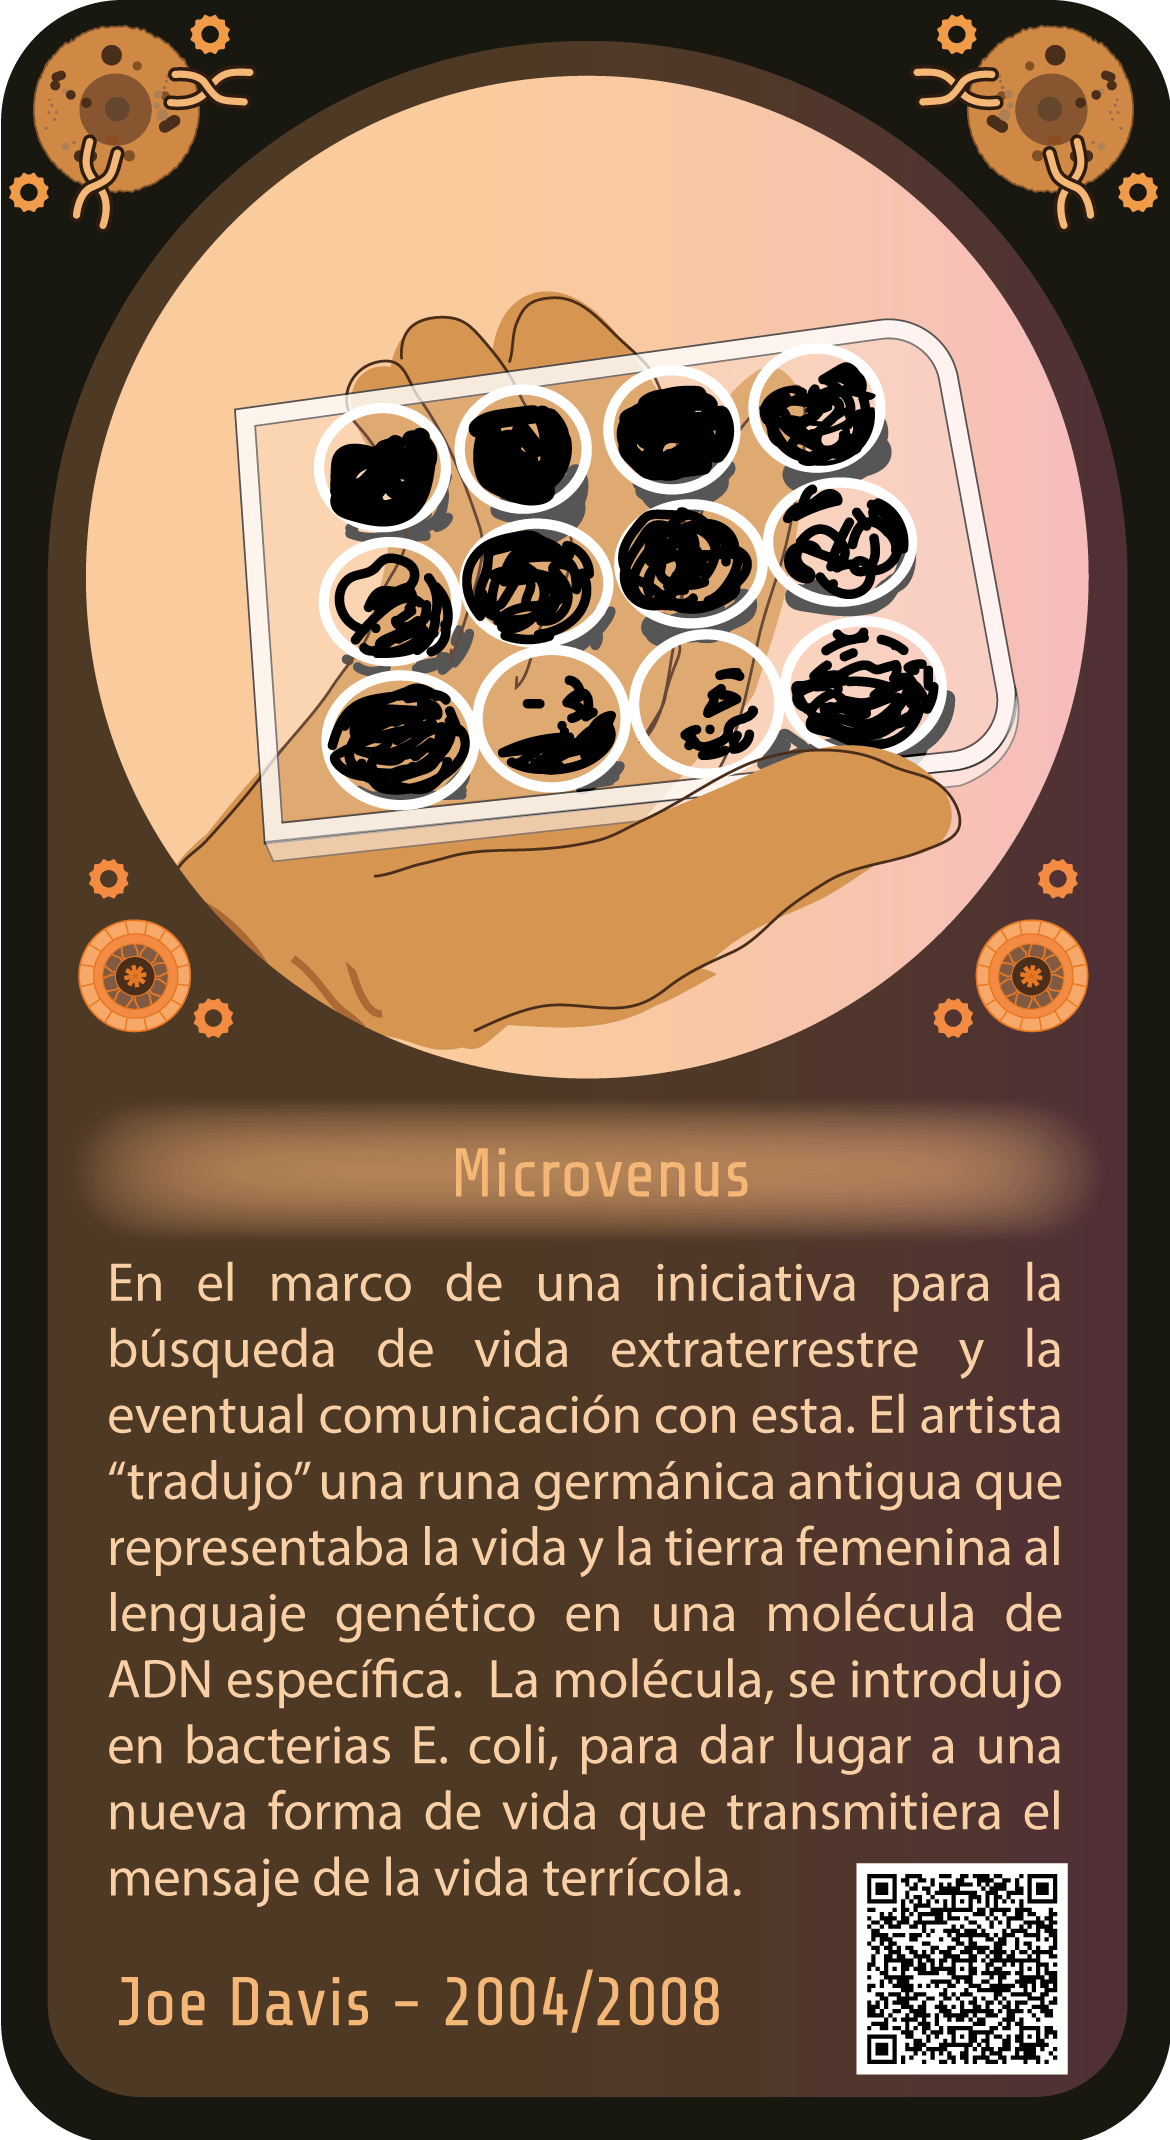 Microvenus
En el marco de una iniciativa para la
búsqueda de vida extraterrestre y la
eventual comunicación con esta. El artista
“tradujo” una runa germánica antigua que
representaba la vida y la tierra femenina al
lenguaje genético en una molécula de
ADN específica.  La molécula, se introdujo
en bacterias E. coli, para dar lugar a una
nueva forma de vida que transmitiera el
mensaje de la vida terrícola.
Joe Davis - 2004/2008